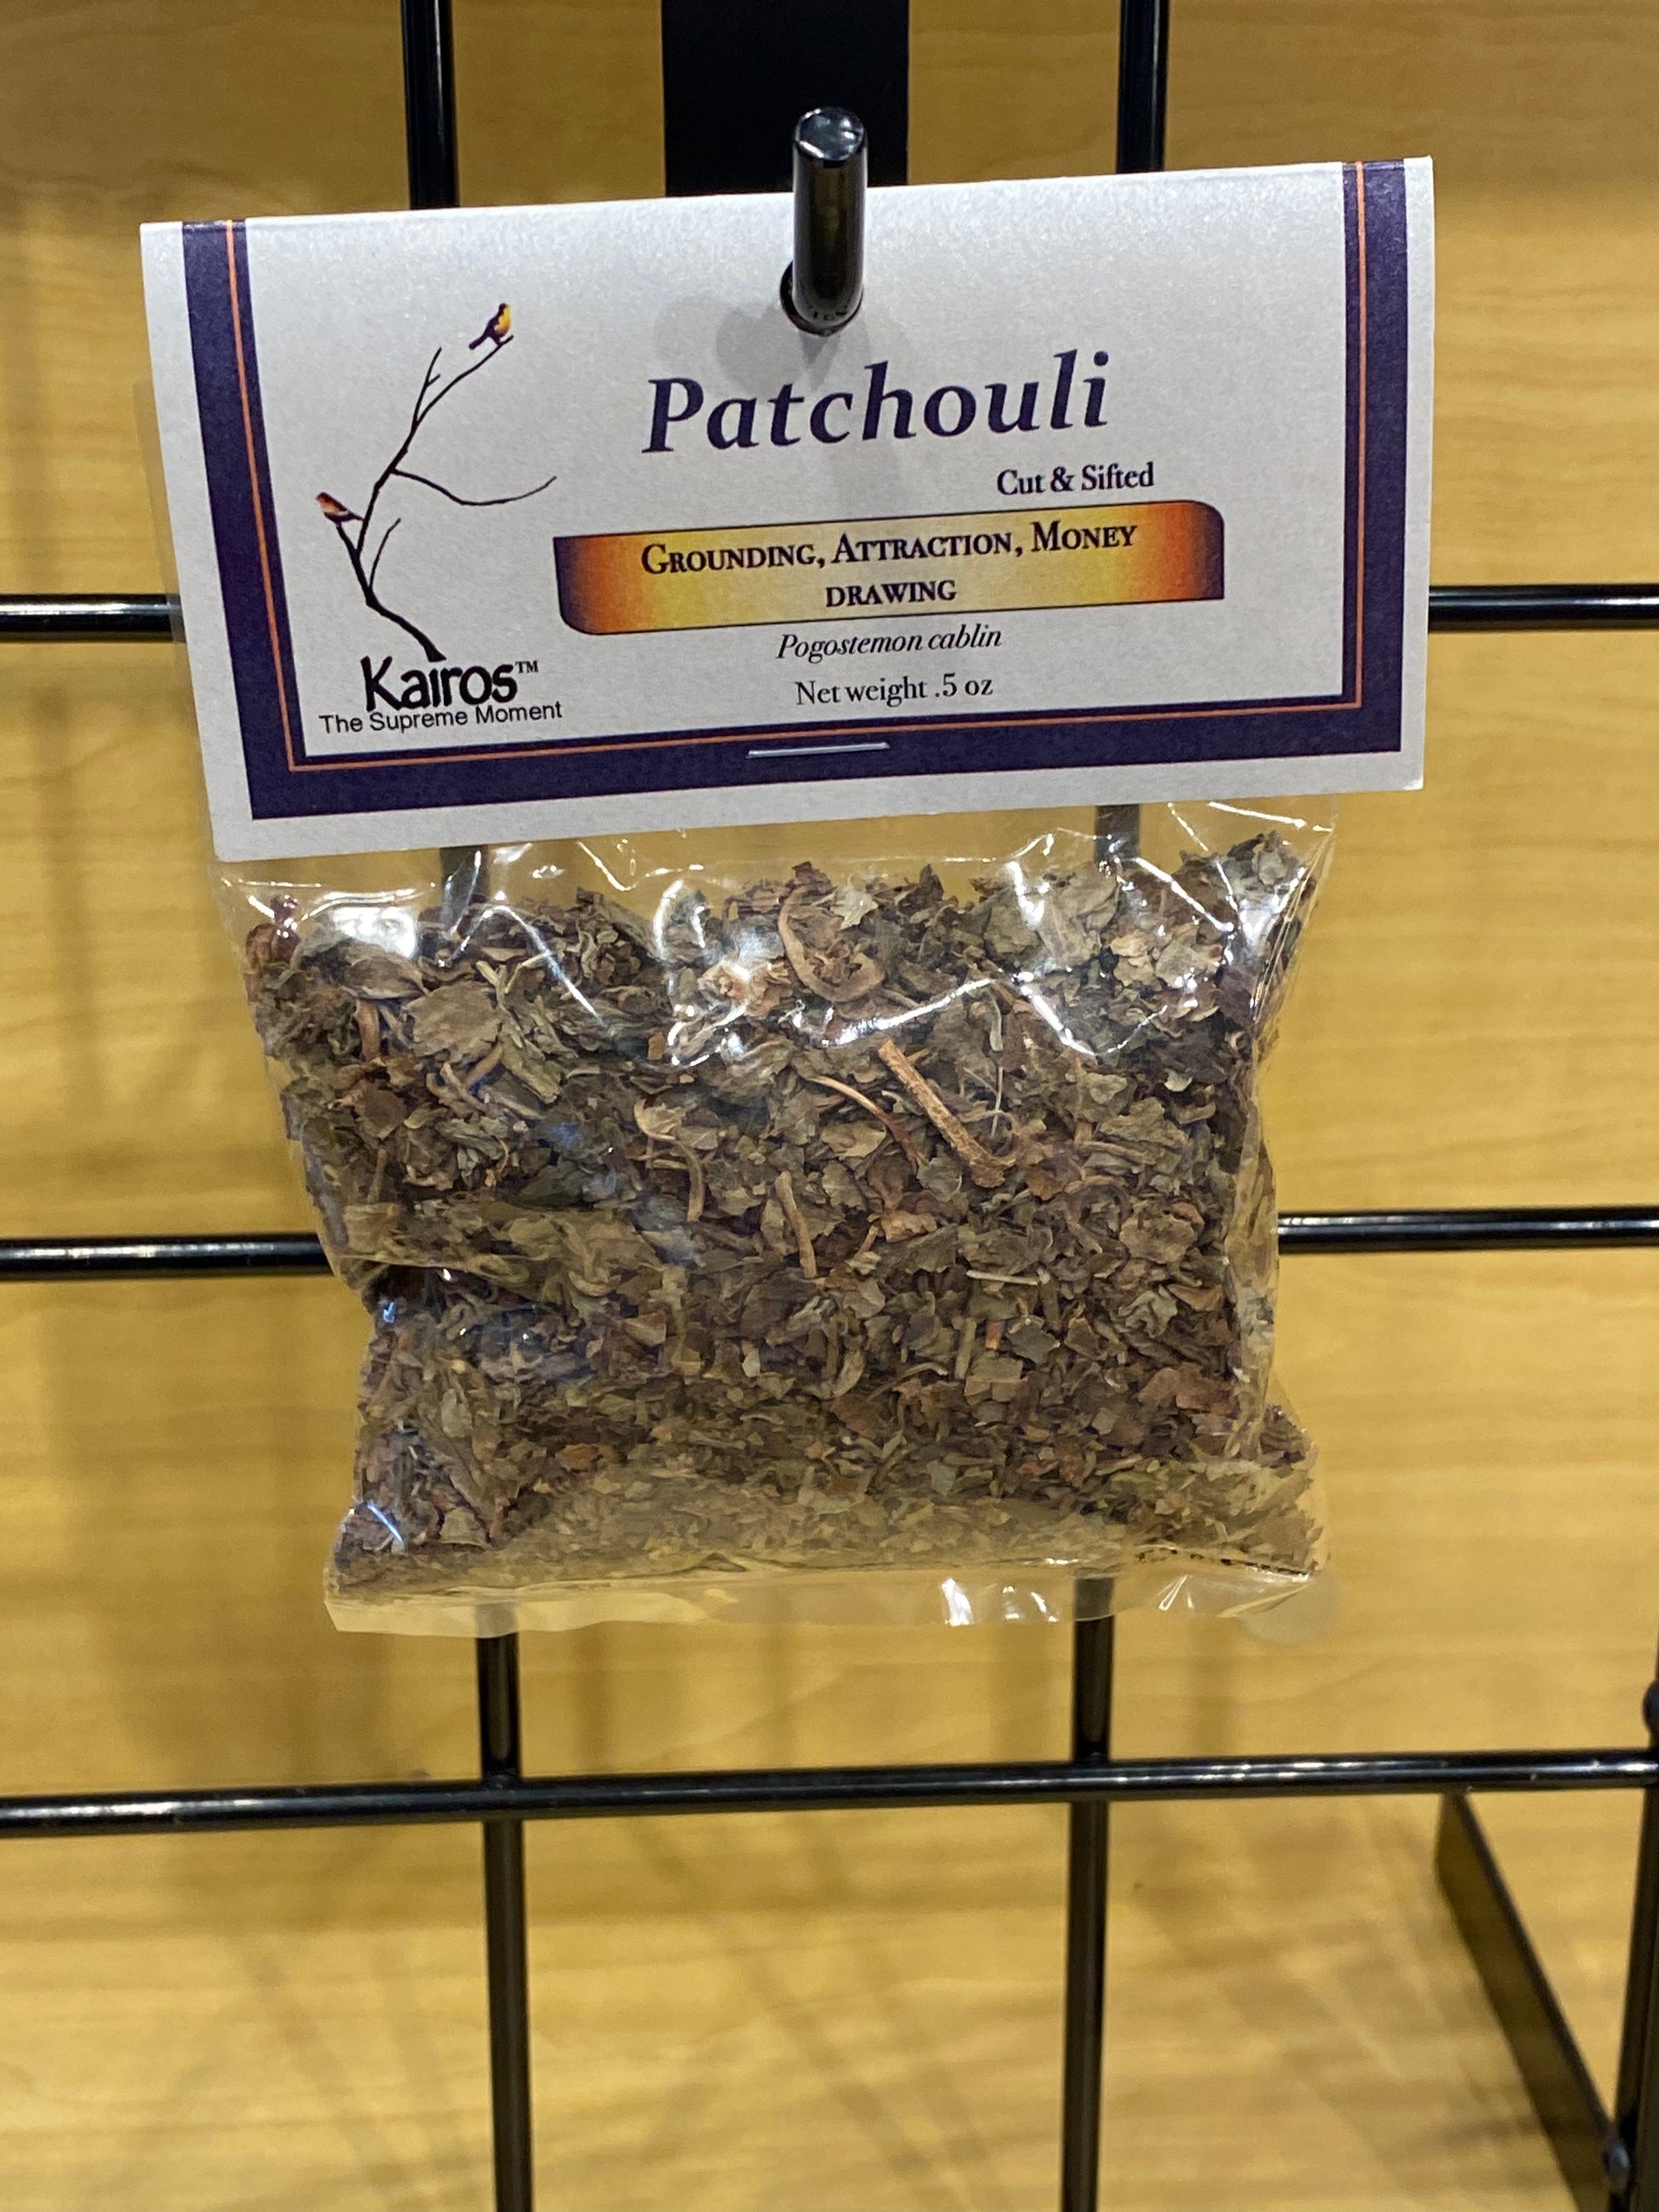 Patchouli
Cut & Sifted
Grounding, Attraction, Money
drawing
Pogostemon cablin
Net weight .5 oz
Kairos™
The Supreme Moment